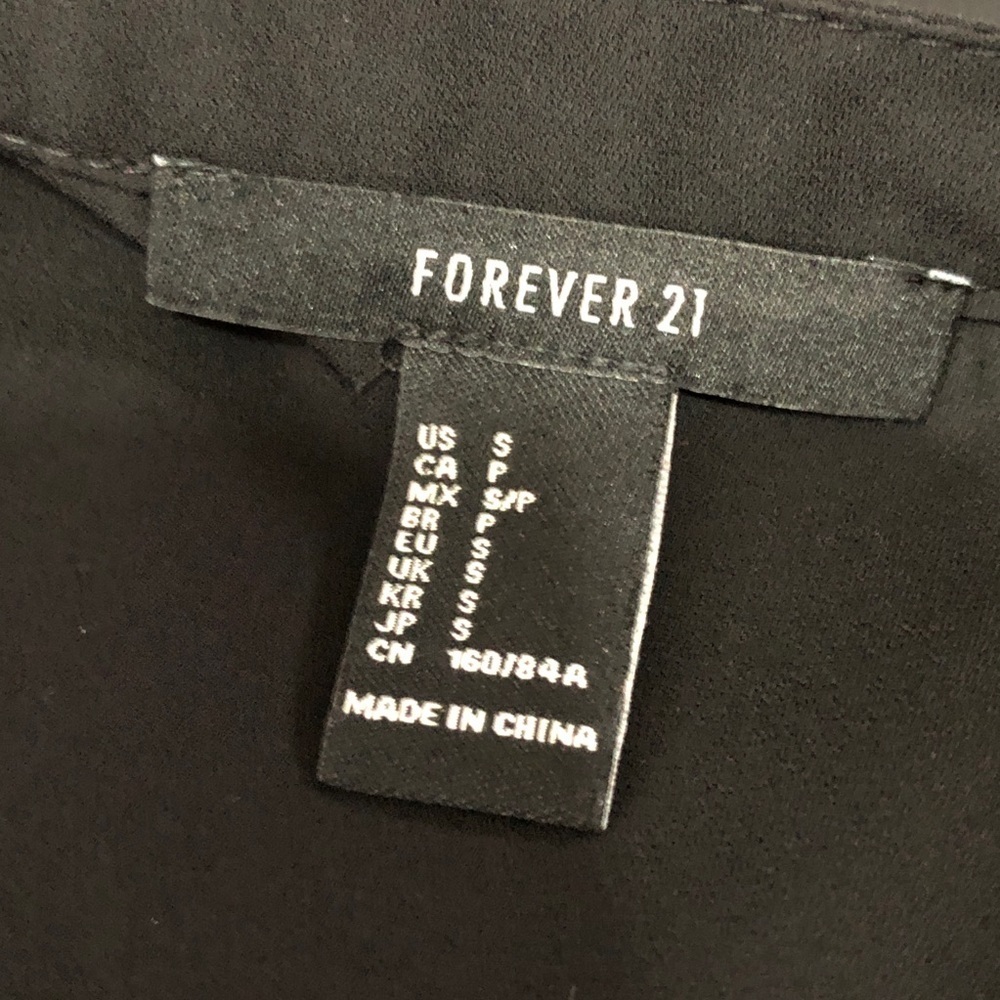 FOREVER 21
US S
CA P
MX S/P
BR P
EU S
UK S
KR S
JP S
CN 160/84A
MADE IN CHINA